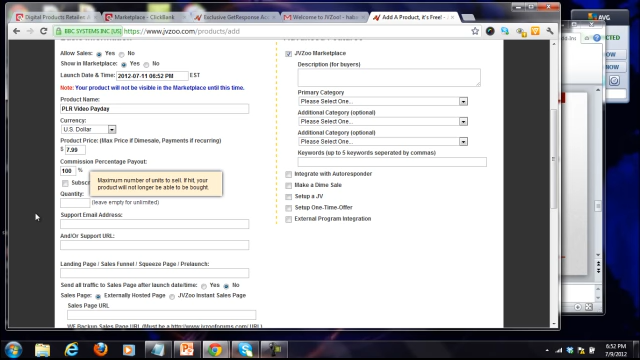 Digital Products Retailer
Marketplace - ClickBank
Exclusive GetResponse
Welcome to JVZoo!
Add A Product, it's Free! -
BBC SYSTEMS INC [US]
https://www.jvzoo.com/products/add
Allow Sales: Yes No
Show in Marketplace: Yes No
Launch Date & Time: 2012-07-11 06:52 PM EST
Note: Your product will not be visible in the Marketplace until this time.
Product Name:
PLR Video Payday
Currency:
U.S. Dollar
Product Price: (Max Price if Dimesale, Payments if recurring)
$ 7.99
Commission Percentage Payout:
100 %
Maximum number of units to sell. If hit, your
product will not longer be able to be bought.
Quantity:
(leave empty for unlimited)
Support Email Address:
And/Or Support URL:
Landing Page / Sales Funnel / Squeeze Page / Prelaunch:
Send all traffic to Sales Page after launch date/time: Yes No
Sales Page: Externally Hosted Page JVZoo Instant Sales Page
Sales Page URL
JVZoo Marketplace
Description (for buyers)
Primary Category
Please Select One...
Additional Category (optional)
Please Select One...
Additional Category (optional)
Please Select One...
Keywords (up to 5 keywords seperated by commas)
Integrate with Autoresponder
Make a Dime Sale
Setup a JV
Setup One-Time-Offer
External Program Integration
AVG
6:52 PM
7/9/2012